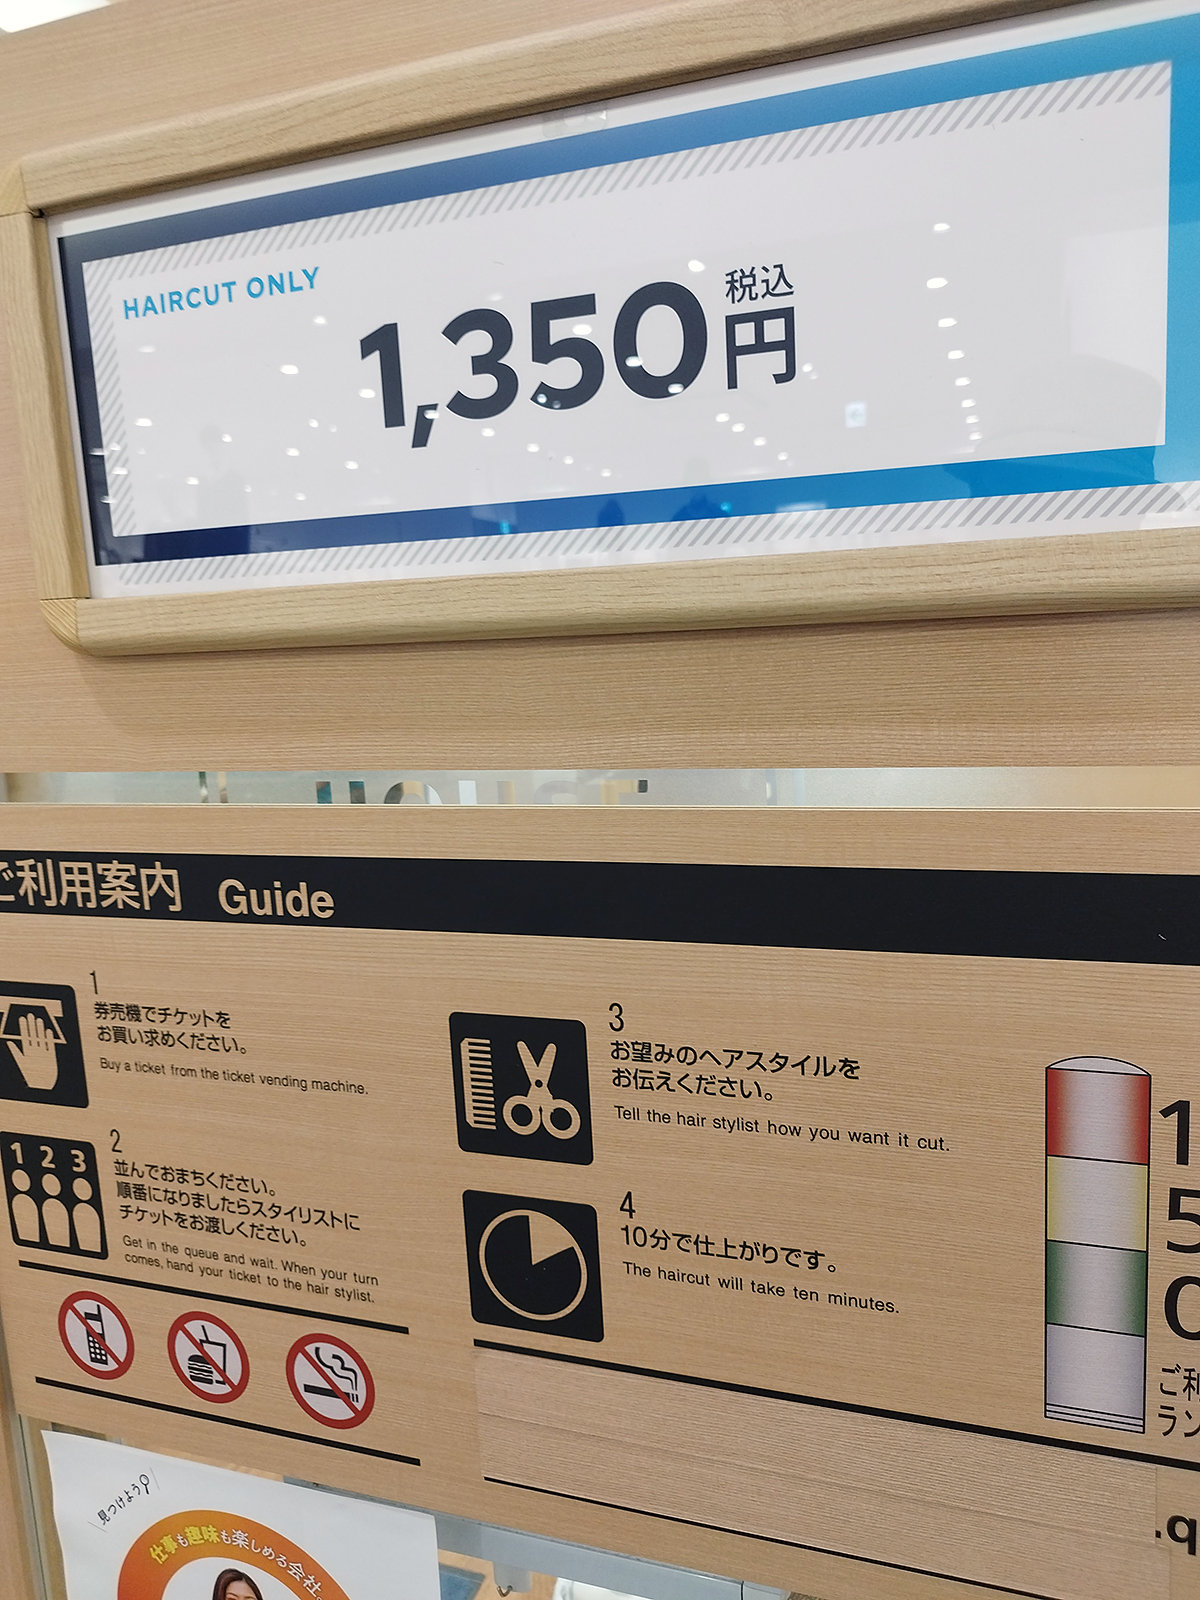 HAIRCUT ONLY
1,350
税込
円
ご利用案内 Guide
1
券売機でチケットを
お買い求めください。
Buy a ticket from the ticket vending machine.
1 2 3
2
並んでおまちください。
順番になりましたらスタイリストに
チケットをお渡しください。
Get in the queue and wait. When your turn
comes, hand your ticket to the hair stylist.
3
お望みのヘアスタイルを
お伝えください。
Tell the hair stylist how you want it cut.
4
10分で仕上がりです。
The haircut will take ten minutes.
1
5
0
ご利
ラン
.q
見つけよう
仕事も趣味も楽しめる会社。